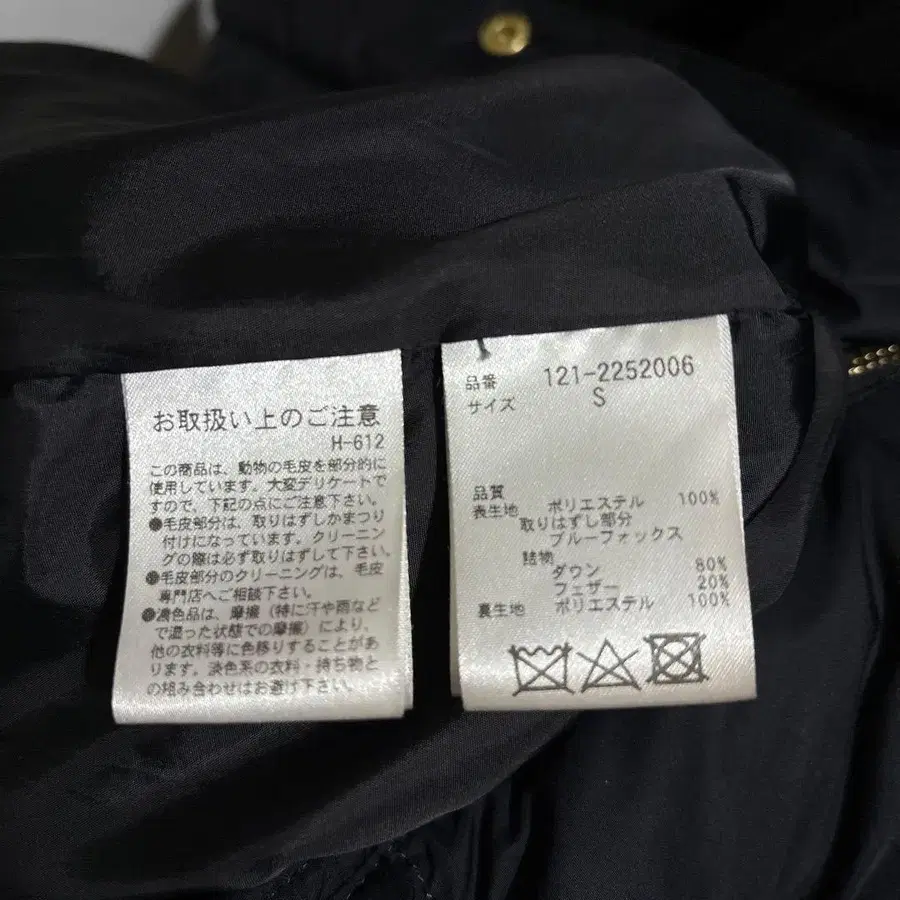 お取扱い上のご注意
H-612
この商品は、動物の毛皮を部分的に
使用しています。大変デリケートで
すので、下記の点にご注意下さい。
●毛皮部分は、取りはずしかまつり
付けになっています。クリーニン
グの際は必ず取りはずして下さい。
●毛皮部分のクリーニングは、毛皮
専門店へご相談下さい。
●濃色品は、摩擦(特に汗や雨など
で湿った状態での摩擦)により、
他の衣料等に色移りすることがあ
ります。淡色系の衣料・持ち物と
の組み合わせはお避け下さい。
品番 121-2252006
サイズ S
品質
表生地 ポリエステル 100%
取りはずし部分
ブルーフォックス
詰物
ダウン 80%
フェザー 20%
裏生地 ポリエステル 100%